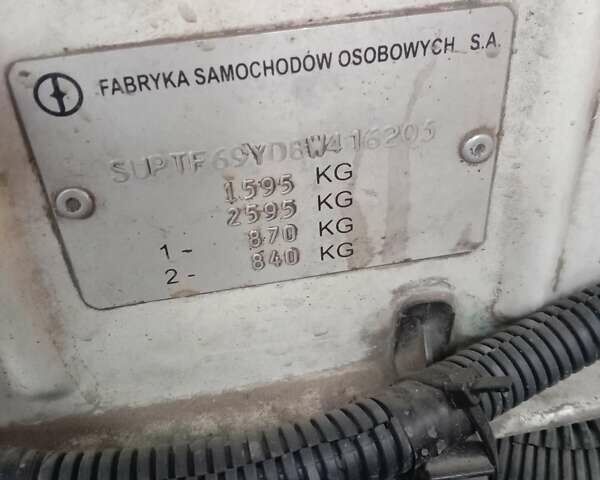 FABRYKA SAMOCHODÓW OSOBOWYCH S.A.
SUPTF69YD8W416205
1595 KG
2595 KG
1- 870 KG
2- 840 KG